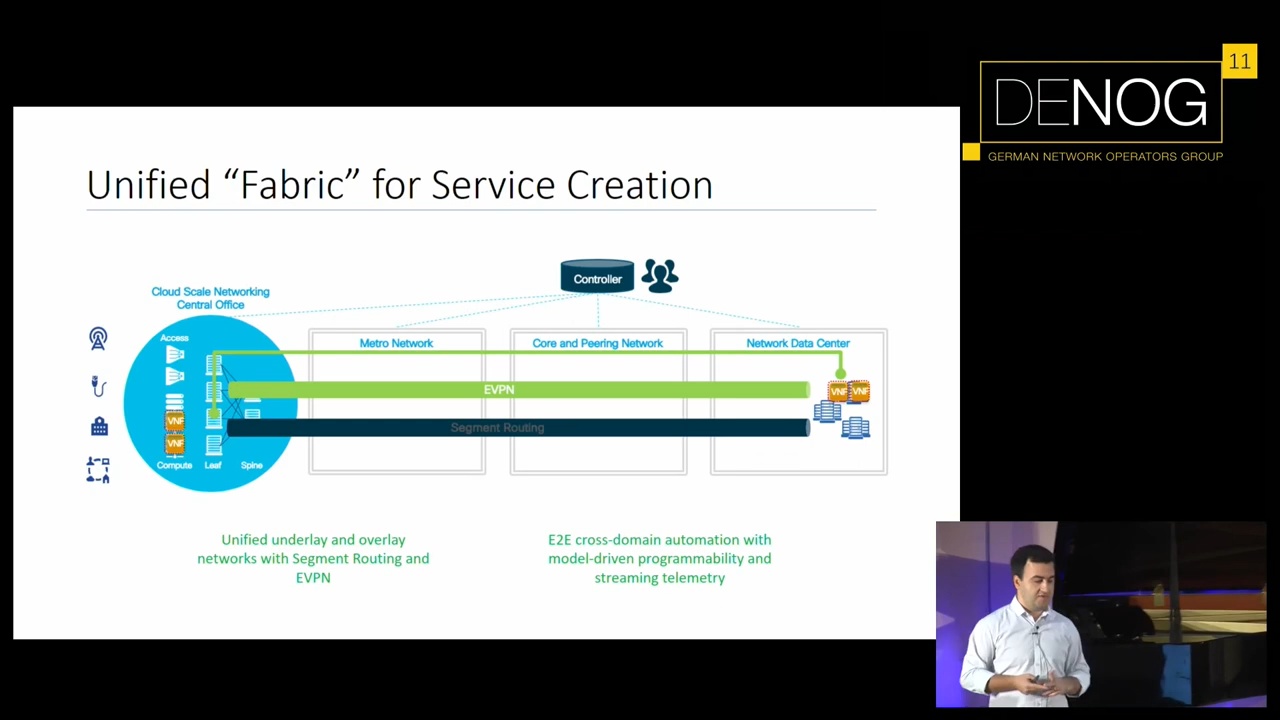 11
DENOG
GERMAN NETWORK OPERATORS GROUP
Unified “Fabric” for Service Creation
Controller
Cloud Scale Networking
Central Office
Access
Metro Network
Core and Peering Network
Network Data Center
EVPN
VNF
VNF
VNF
VNF
Segment Routing
Compute
Leaf
Spine
Unified underlay and overlay
networks with Segment Routing and
EVPN
E2E cross-domain automation with
model-driven programmability and
streaming telemetry